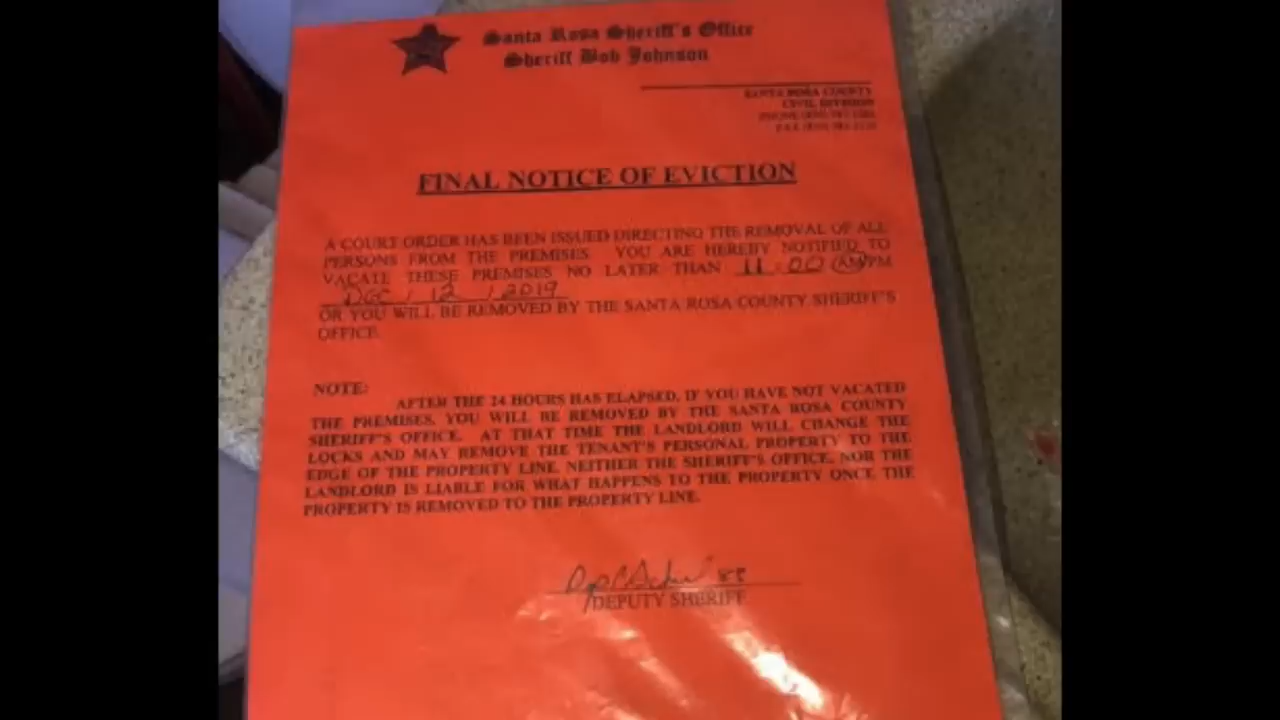 Santa Rosa Sheriff's Office
Sheriff Bob Johnson
SANTA ROSA COUNTY
CIVIL DIVISION
FINAL NOTICE OF EVICTION
A COURT ORDER HAS BEEN ISSUED DIRECTING THE REMOVAL OF ALL
PERSONS FROM THE PREMISES. YOU ARE HEREBY NOTIFIED TO
VACATE THESE PREMISES NO LATER THAN 11:00 AM/PM
DEC / 12 / 2019
OR YOU WILL BE REMOVED BY THE SANTA ROSA COUNTY SHERIFF'S
OFFICE.
NOTE:
AFTER THE 24 HOURS HAS ELAPSED, IF YOU HAVE NOT VACATED
THE PREMISES, YOU WILL BE REMOVED BY THE SANTA ROSA COUNTY
SHERIFF'S OFFICE. AT THAT TIME THE LANDLORD WILL CHANGE THE
LOCKS AND MAY REMOVE THE TENANT'S PERSONAL PROPERTY TO THE
EDGE OF THE PROPERTY LINE. NEITHER THE SHERIFF'S OFFICE, NOR THE
LANDLORD IS LIABLE FOR WHAT HAPPENS TO THE PROPERTY ONCE THE
PROPERTY IS REMOVED TO THE PROPERTY LINE.
DEPUTY SHERIFF